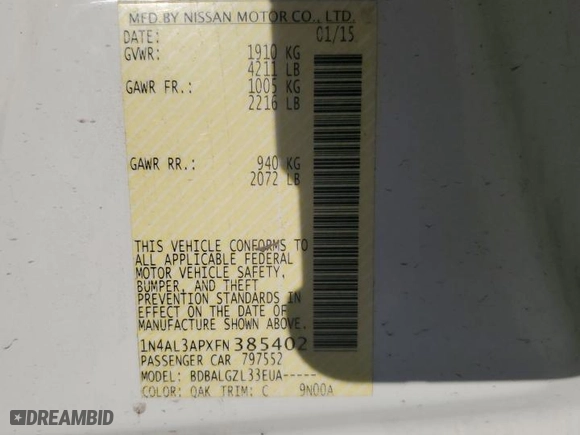 MFD.BY NISSAN MOTOR CO., LTD.
DATE: 01/15
GVWR: 1910 KG
4211 LB
GAWR FR.: 1005 KG
2216 LB
GAWR RR.: 940 KG
2072 LB
THIS VEHICLE CONFORMS TO
ALL APPLICABLE FEDERAL
MOTOR VEHICLE SAFETY,
BUMPER, AND THEFT
PREVENTION STANDARDS IN
EFFECT ON THE DATE OF
MANUFACTURE SHOWN ABOVE.
1N4AL3APXFN385402
PASSENGER CAR 797552
MODEL: BDBALGZL33EUA-----
COLOR: QAK TRIM: C 9N00A
DREAMBID